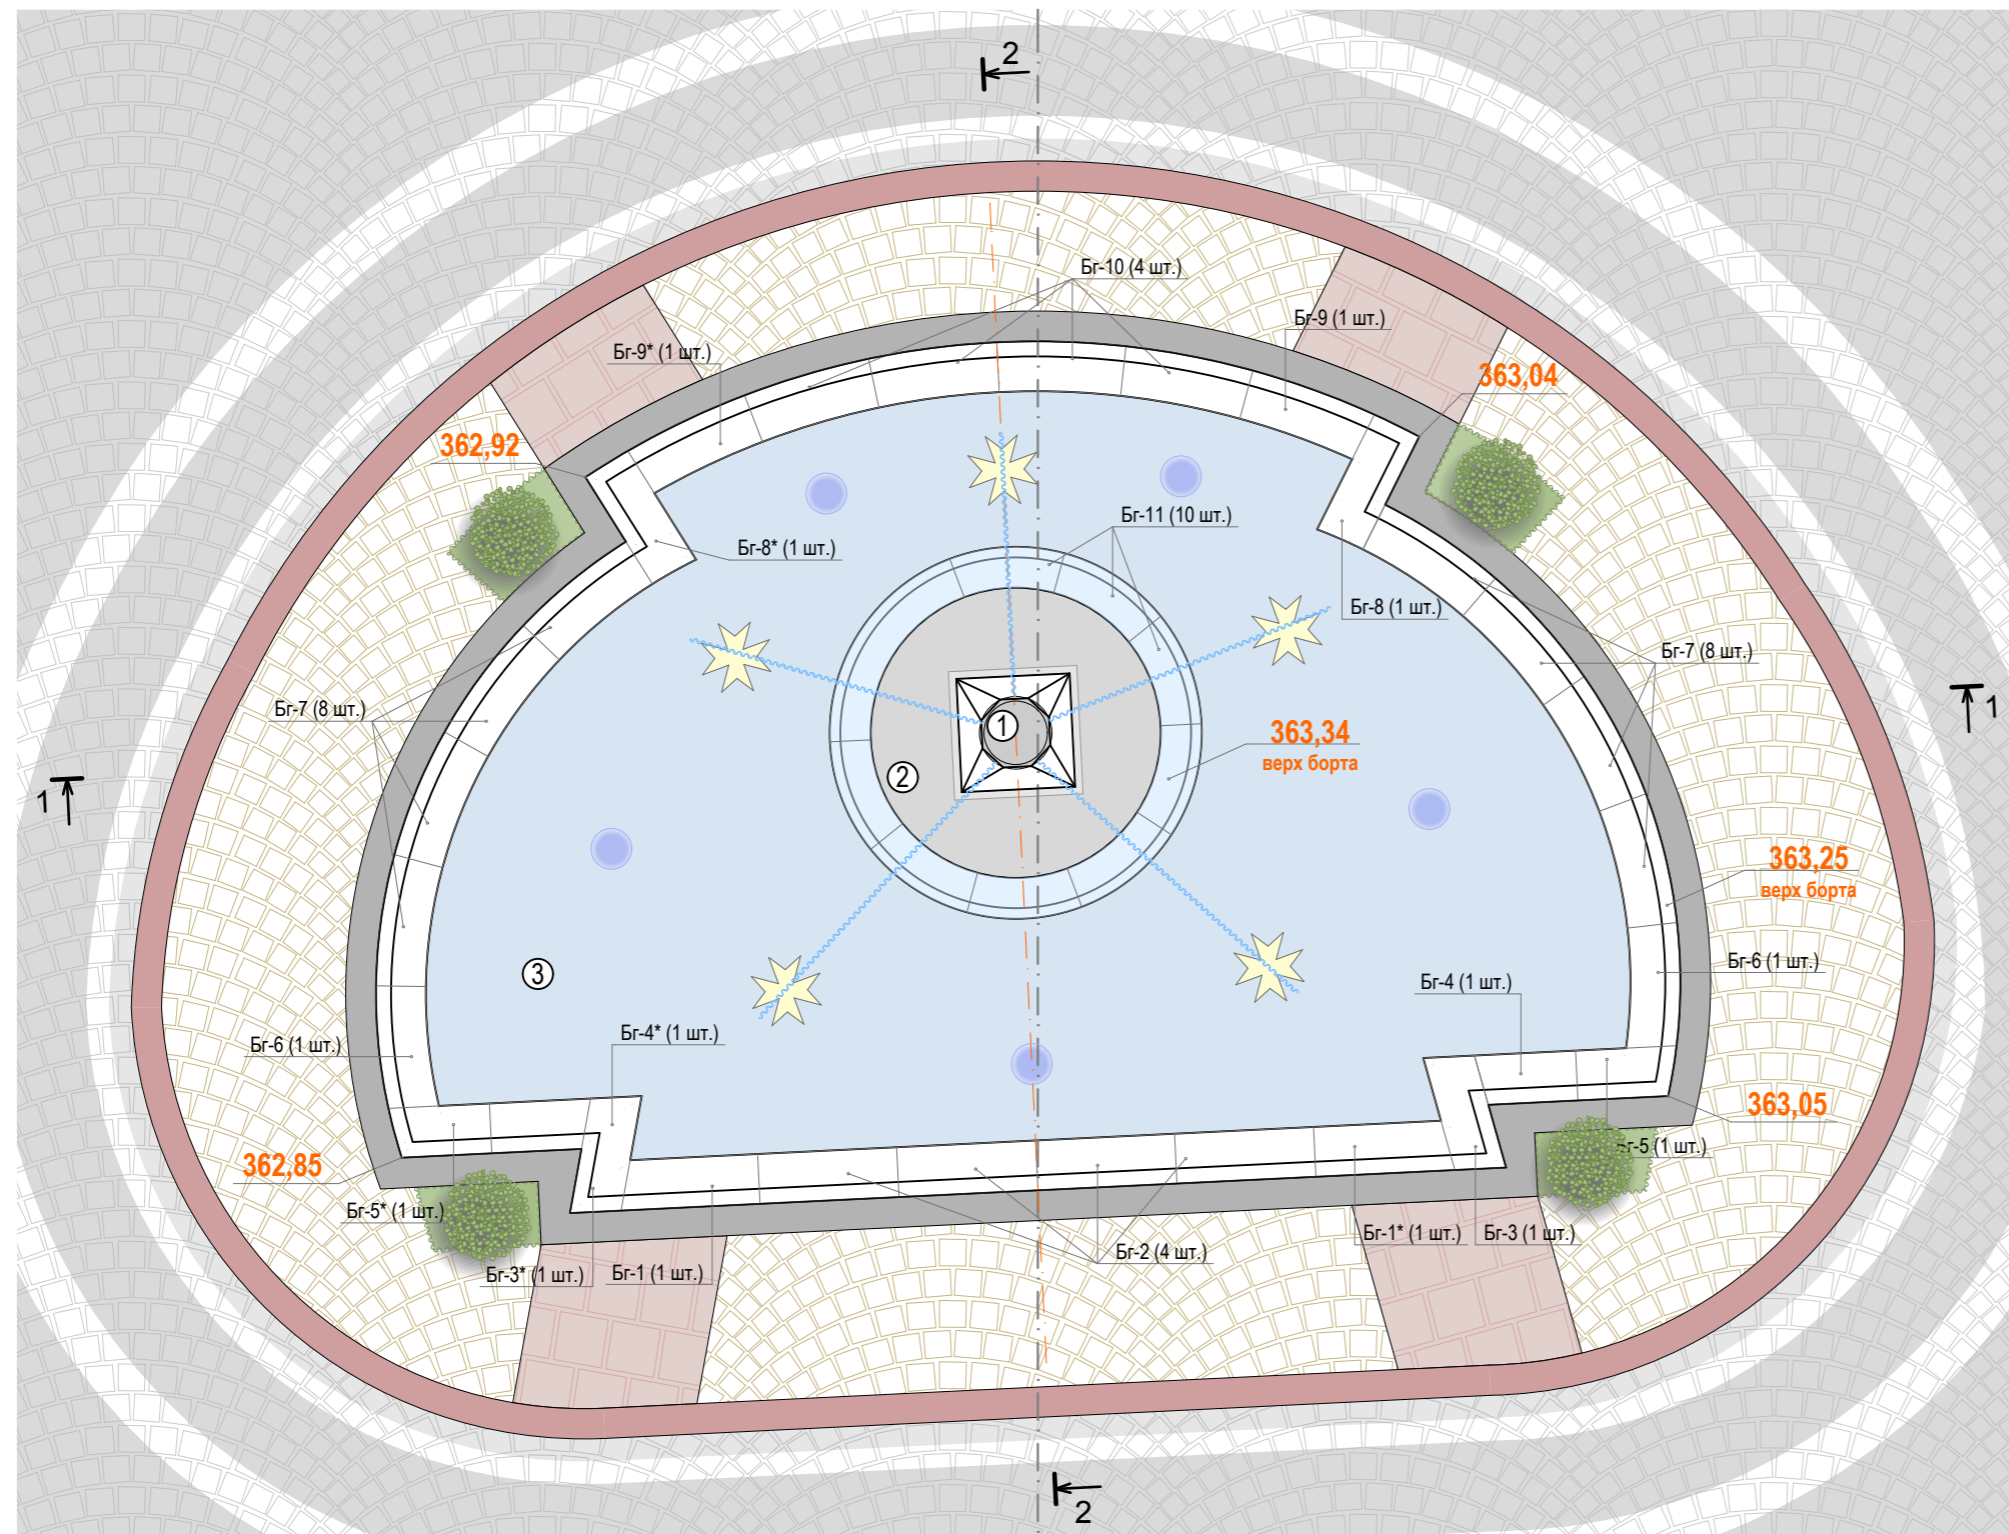 2
Бг-10 (4 шт.)
Бг-9 (1 шт.)
Бг-9* (1 шт.)
363,04
362,92
Бг-11 (10 шт.)
Бг-8* (1 шт.)
Бг-8 (1 шт.)
Бг-7 (8 шт.)
Бг-7 (8 шт.)
1
1
363,34
верх борта
2
1
363,25
верх борта
3
Бг-6 (1 шт.)
Бг-4 (1 шт.)
Бг-4* (1 шт.)
Бг-6 (1 шт.)
363,05
-5 (1 шт.)
362,85
Бг-5* (1 шт.)
Бг-1* (1 шт.)
Бг-3 (1 шт.)
Бг-2 (4 шт.)
Бг-3* (1 шт.)
Бг-1 (1 шт.)
2